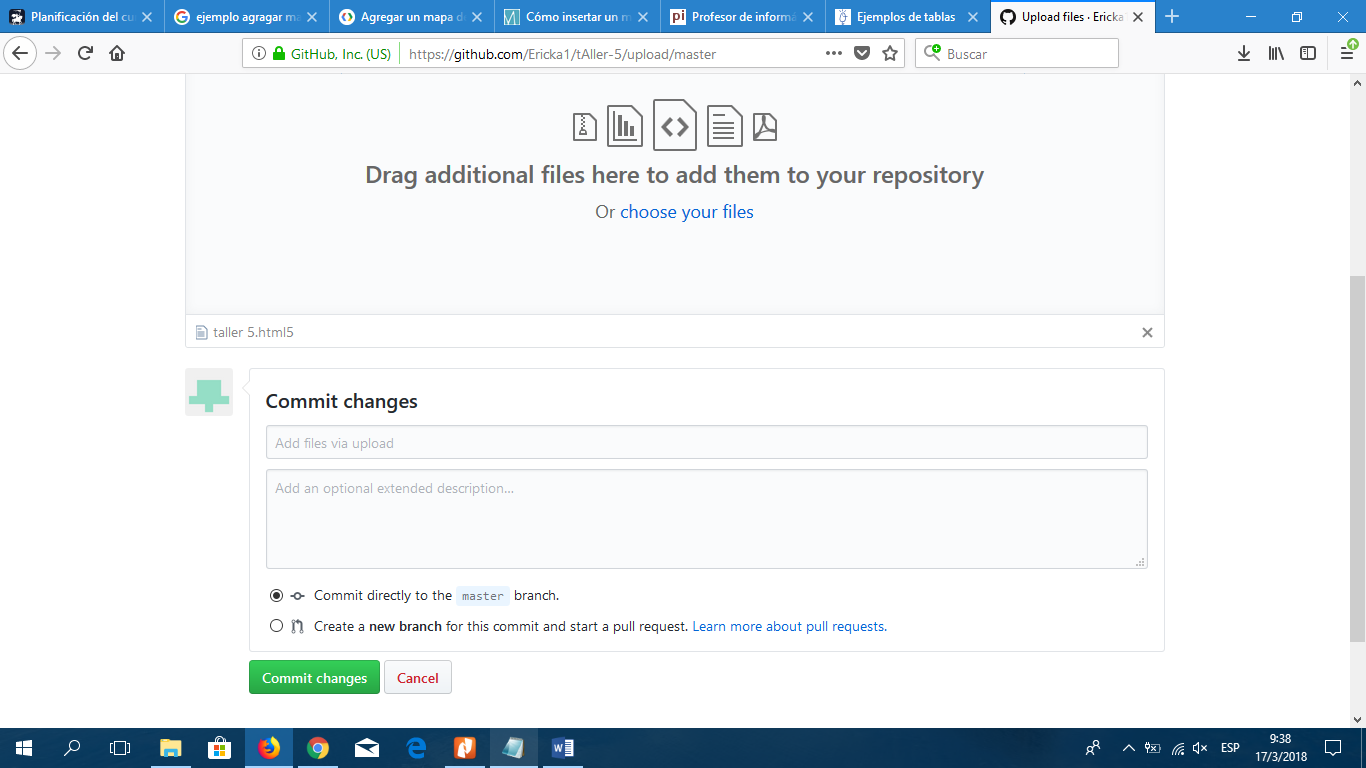 Planificación del cu
ejemplo agragar ma
Agregar un mapa d
Cómo insertar un m
pi Profesor de informá
Ejemplos de tablas
Upload files · Ericka
GitHub, Inc. (US)
https://github.com/Ericka1/tAller-5/upload/master
Buscar
Drag additional files here to add them to your repository
Or choose your files
taller 5.html5
Commit changes
Add files via upload
Add an optional extended description...
Commit directly to the master branch.
Create a new branch for this commit and start a pull request. Learn more about pull requests.
Commit changes
Cancel
ESP
9:38
17/3/2018